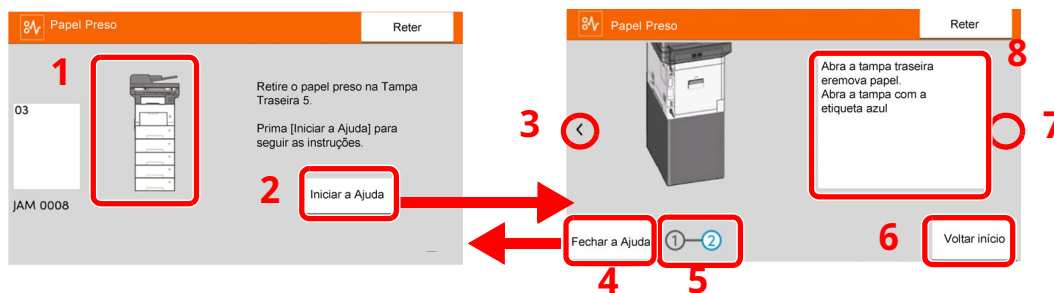 Papel Preso
Reter
1
03
JAM 0008
Retire o papel preso na Tampa
Traseira 5.
Prima [Iniciar a Ajuda] para
seguir as instruções.
2
Iniciar a Ajuda
Papel Preso
Reter
8
Abra a tampa traseira
eremova papel.
Abra a tampa com a
etiqueta azul
3
<
7
Fechar a Ajuda
1
2
6
Voltar início
4
5